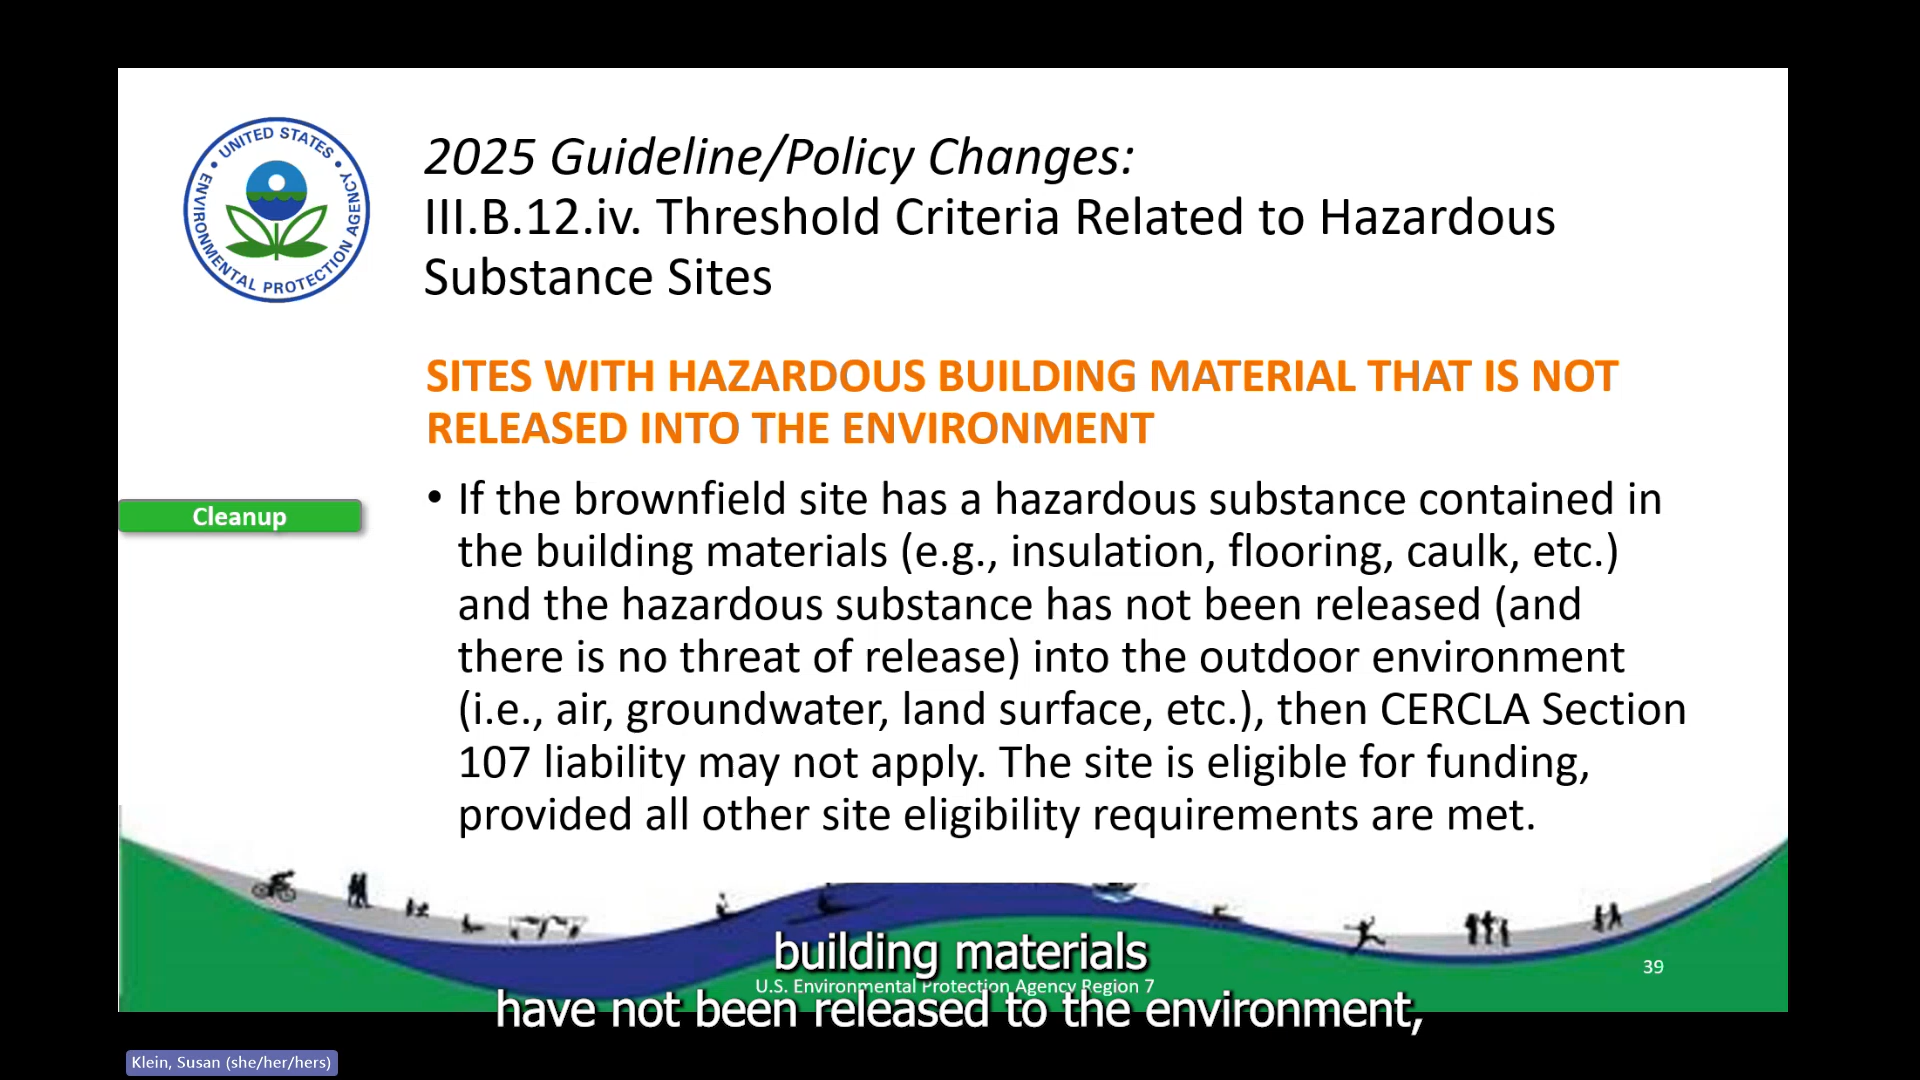 UNITED STATES
ENVIRONMENTAL PROTECTION AGENCY
2025 Guideline/Policy Changes:
III.B.12.iv. Threshold Criteria Related to Hazardous
Substance Sites
SITES WITH HAZARDOUS BUILDING MATERIAL THAT IS NOT
RELEASED INTO THE ENVIRONMENT
Cleanup
• If the brownfield site has a hazardous substance contained in
the building materials (e.g., insulation, flooring, caulk, etc.)
and the hazardous substance has not been released (and
there is no threat of release) into the outdoor environment
(i.e., air, groundwater, land surface, etc.), then CERCLA Section
107 liability may not apply. The site is eligible for funding,
provided all other site eligibility requirements are met.
building materials
39
U.S. Environmental Protection Agency Region 7
have not been released to the environment,
Klein, Susan (she/her/hers)